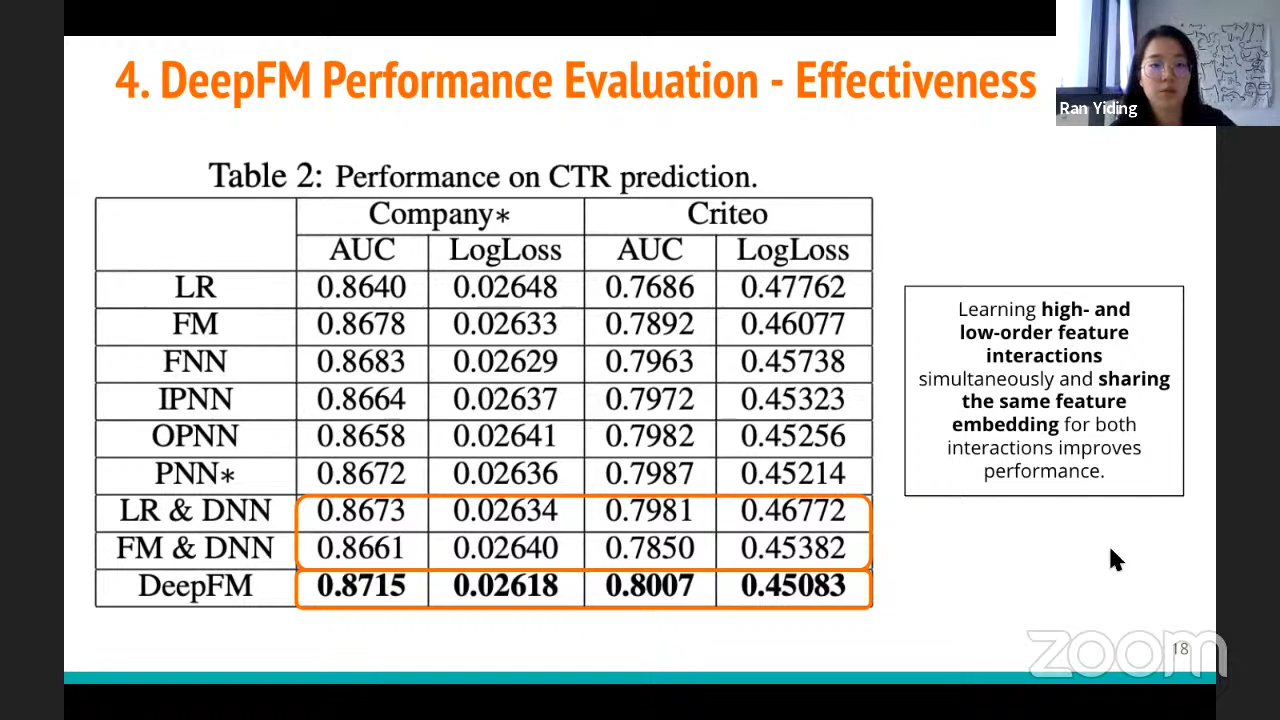 4. DeepFM Performance Evaluation - Effectiveness
Ran Yiding
Table 2: Performance on CTR prediction.
Company∗ Criteo
AUC LogLoss AUC LogLoss
LR 0.8640 0.02648 0.7686 0.47762
FM 0.8678 0.02633 0.7892 0.46077
FNN 0.8683 0.02629 0.7963 0.45738
IPNN 0.8664 0.02637 0.7972 0.45323
OPNN 0.8658 0.02641 0.7982 0.45256
PNN∗ 0.8672 0.02636 0.7987 0.45214
LR & DNN 0.8673 0.02634 0.7981 0.46772
FM & DNN 0.8661 0.02640 0.7850 0.45382
DeepFM 0.8715 0.02618 0.8007 0.45083
Learning high- and
low-order feature
interactions
simultaneously and sharing
the same feature
embedding for both
interactions improves
performance.
zoom
18